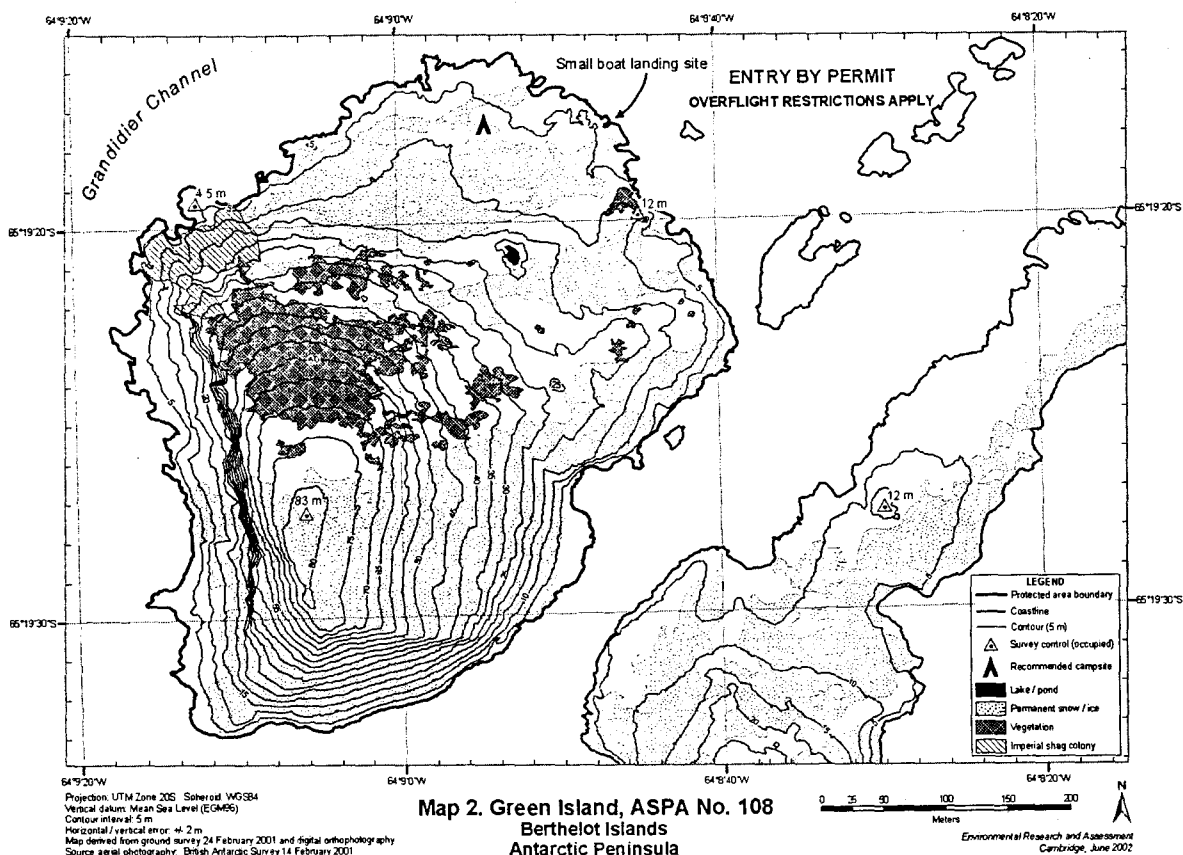 64°9'20"W
64°9'0"W
64°8'40"W
64°8'20"W
Grandidier Channel
Small boat landing site
ENTRY BY PERMIT
OVERFLIGHT RESTRICTIONS APPLY
4.5 m
12 m
65°19'20"S
65°19'20"S
83 m
12 m
65°19'30"S
65°19'30"S
LEGEND
Protected area boundary
Coastline
Contour (5 m)
Survey control (occupied)
Recommended campsite
Lake / pond
Permanent snow / ice
Vegetation
Imperial shag colony
64°9'20"W
64°9'0"W
64°8'40"W
64°8'20"W
Projection: UTM Zone 20S Spheroid: WGS84
Vertical datum: Mean Sea Level (EGM96)
Contour interval: 5 m
Horizontal / vertical error: +/- 2 m
Map derived from ground survey 24 February 2001 and digital orthophotography
Source aerial photography: British Antarctic Survey 14 February 2001
Map 2. Green Island, ASPA No. 108
Berthelot Islands
Antarctic Peninsula
0 25 50 100 150 200
Meters
N
Environmental Research and Assessment
Cambridge, June 2002